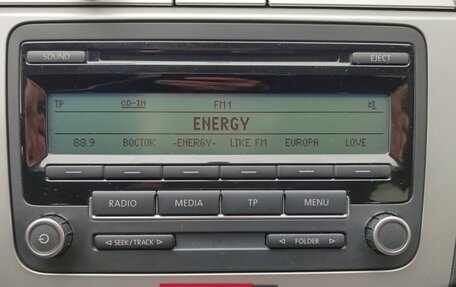 SOUND EJECT
TP CD-IN FM1
ENERGY
88.9 BOCTOK -ENERGY- LIKE FM EUROPA LOVE
RADIO MEDIA TP MENU
SEEK/TRACK FOLDER